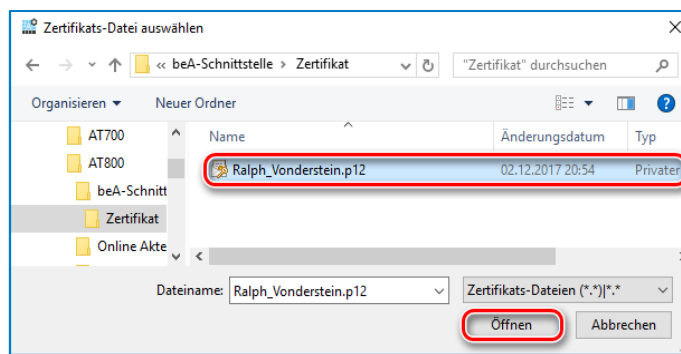 Zertifikats-Datei auswählen
« beA-Schnittstelle › Zertifikat
"Zertifikat" durchsuchen
Organisieren
Neuer Ordner
AT700
AT800
beA-Schnitt
Zertifikat
Online Akte
Name
Änderungsdatum
Typ
Ralph_Vonderstein.p12
02.12.2017 20:54
Privater
Dateiname:
Ralph_Vonderstein.p12
Zertifikats-Dateien (*.*)|*.*
Öffnen
Abbrechen